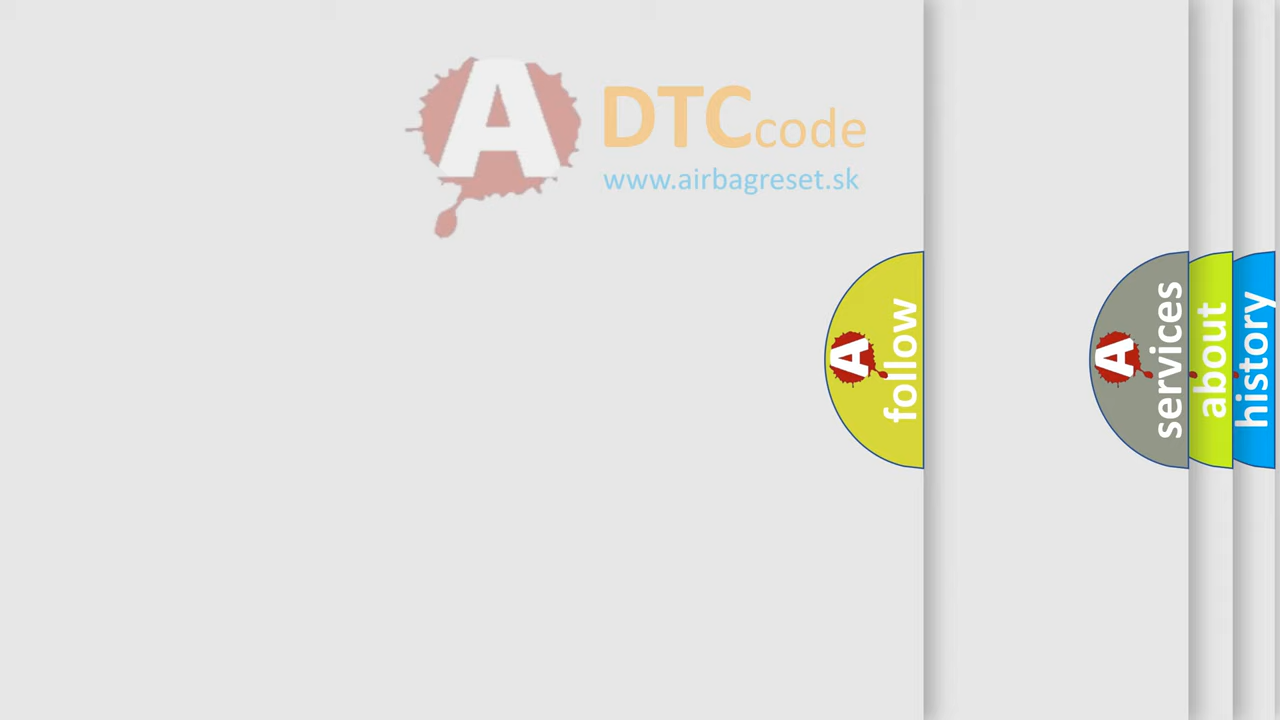 A
DTCcode
www.airbagreset.sk
A
follow
A
services
about
history